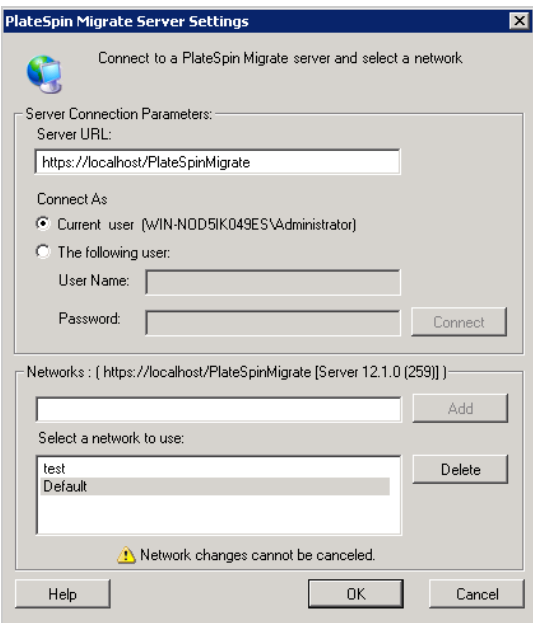 PlateSpin Migrate Server Settings
Connect to a PlateSpin Migrate server and select a network
Server Connection Parameters:
Server URL:
https://localhost/PlateSpinMigrate
Connect As
Current user (WIN-NOD5IK049ES\Administrator)
The following user:
User Name:
Password:
Connect
Networks : ( https://localhost/PlateSpinMigrate [Server 12.1.0 (259)] )
Add
Select a network to use:
test
Default
Delete
Network changes cannot be canceled.
Help
OK
Cancel